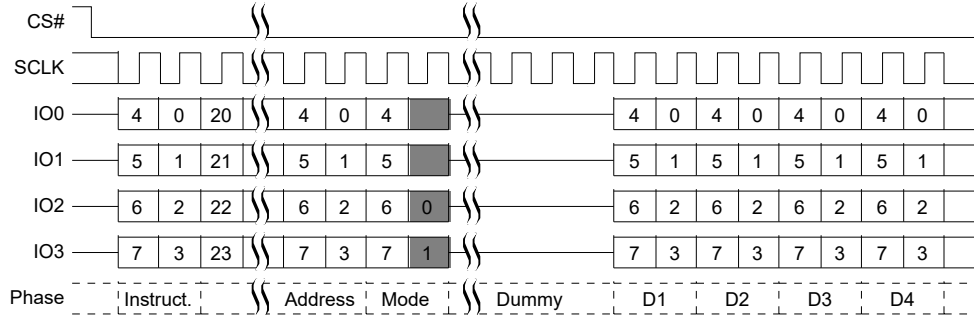 CS#
SCLK
IO0 4 0 20 4 0 4 4 0 4 0 4 0 4 0
IO1 5 1 21 5 1 5 5 1 5 1 5 1 5 1
IO2 6 2 22 6 2 6 0 6 2 6 2 6 2 6 2
IO3 7 3 23 7 3 7 1 7 3 7 3 7 3 7 3
Phase Instruct. Address Mode Dummy D1 D2 D3 D4